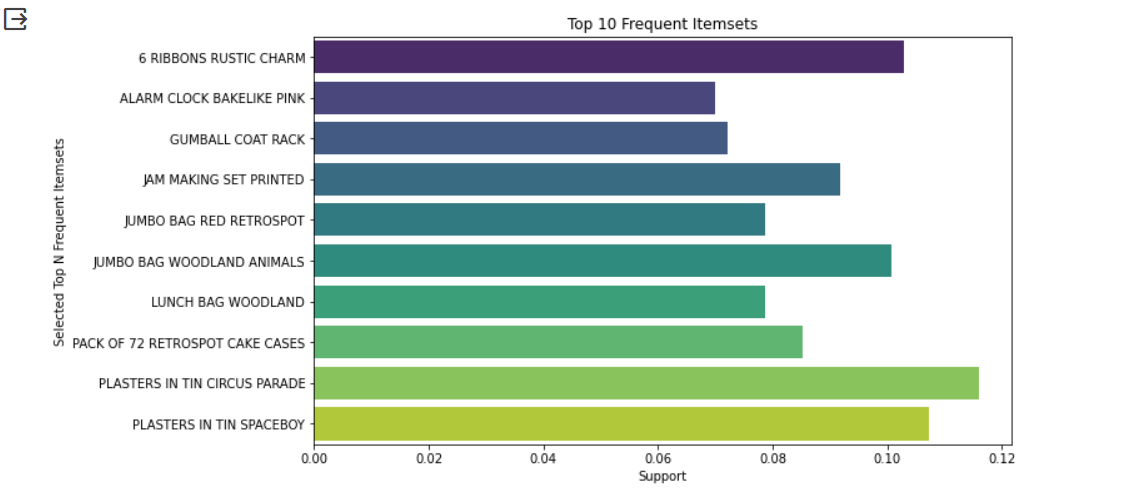 Top 10 Frequent Itemsets
Selected Top N Frequent Itemsets
6 RIBBONS RUSTIC CHARM
ALARM CLOCK BAKELIKE PINK
GUMBALL COAT RACK
JAM MAKING SET PRINTED
JUMBO BAG RED RETROSPOT
JUMBO BAG WOODLAND ANIMALS
LUNCH BAG WOODLAND
PACK OF 72 RETROSPOT CAKE CASES
PLASTERS IN TIN CIRCUS PARADE
PLASTERS IN TIN SPACEBOY
0.00 0.02 0.04 0.06 0.08 0.10 0.12
Support